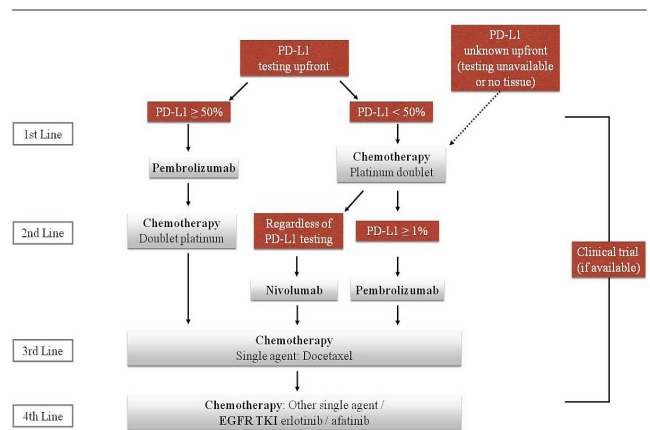 PD-L1
testing upfront
PD-L1
unknown upfront
(testing unavailable
or no tissue)
PD-L1 ≥ 50%
PD-L1 < 50%
1st Line
Pembrolizumab
Chemotherapy
Platinum doublet
2nd Line
Chemotherapy
Doublet platinum
Regardless of
PD-L1 testing
PD-L1 ≥ 1%
Clinical trial
(if available)
Nivolumab
Pembrolizumab
3rd Line
Chemotherapy
Single agent: Docetaxel
4th Line
Chemotherapy: Other single agent /
EGFR TKI erlotinib / afatinib